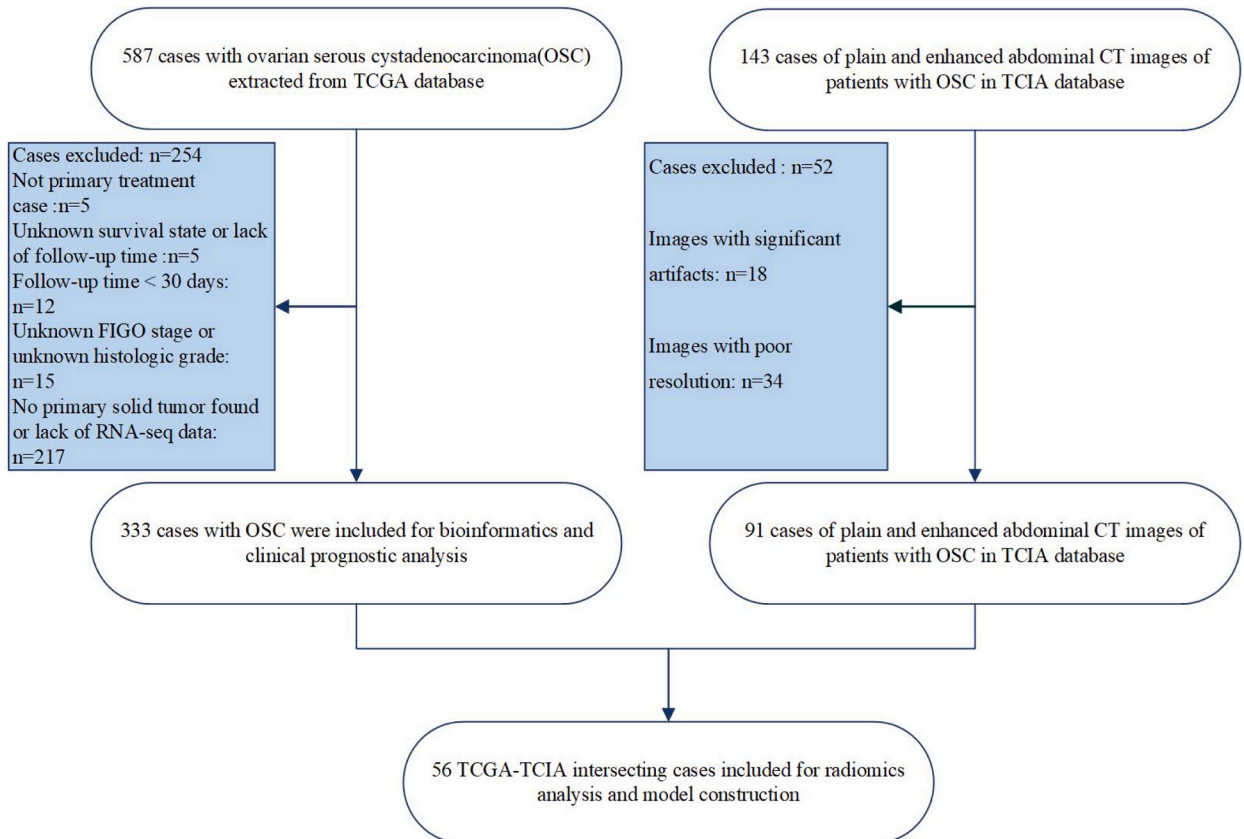 587 cases with ovarian serous cystadenocarcinoma(OSC)
extracted from TCGA database
143 cases of plain and enhanced abdominal CT images of
patients with OSC in TCIA database
Cases excluded: n=254
Not primary treatment
case :n=5
Unknown survival state or lack
of follow-up time :n=5
Follow-up time < 30 days:
n=12
Unknown FIGO stage or
unknown histologic grade:
n=15
No primary solid tumor found
or lack of RNA-seq data:
n=217
Cases excluded : n=52
Images with significant
artifacts: n=18
Images with poor
resolution: n=34
333 cases with OSC were included for bioinformatics and
clinical prognostic analysis
91 cases of plain and enhanced abdominal CT images of
patients with OSC in TCIA database
56 TCGA-TCIA intersecting cases included for radiomics
analysis and model construction